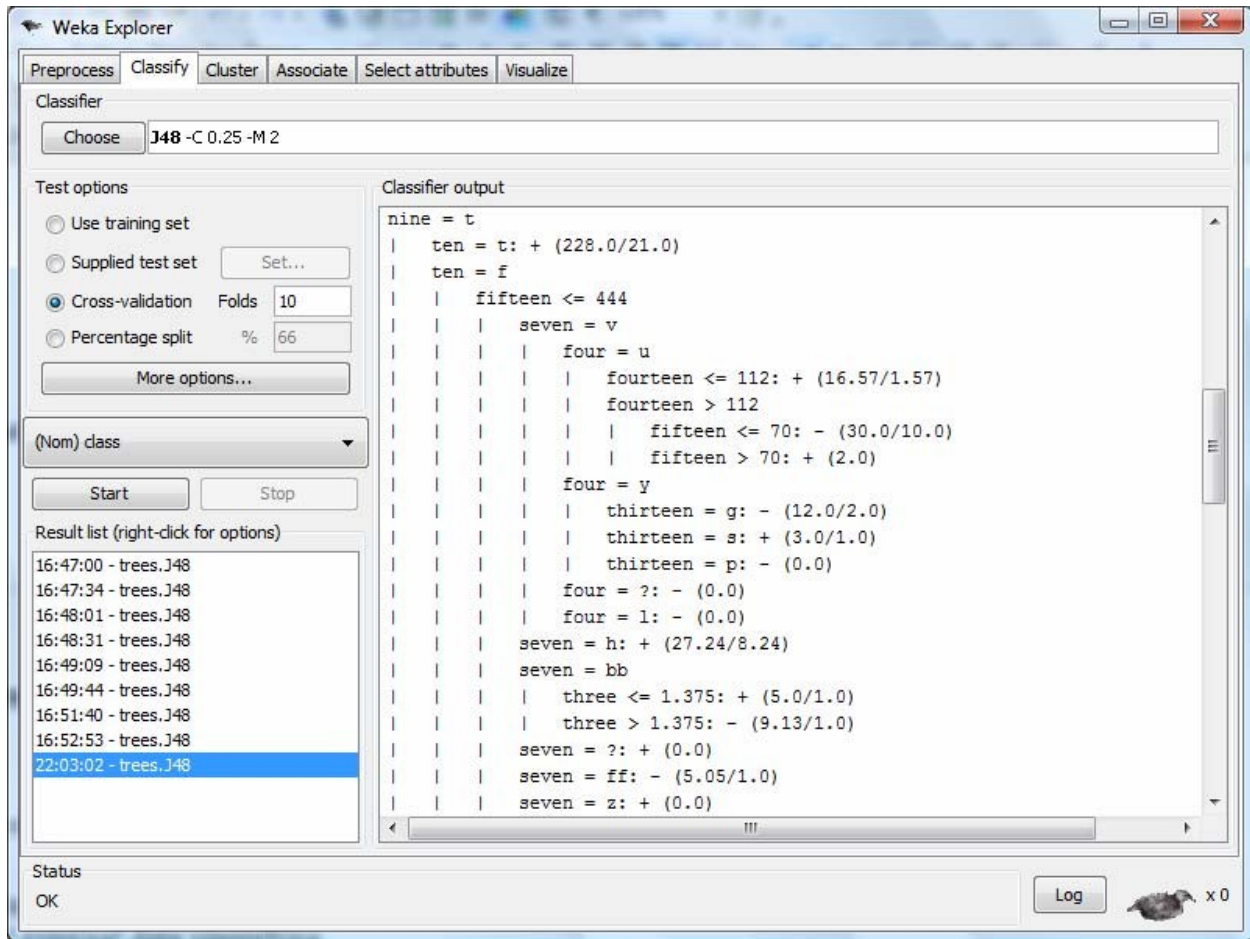 Weka Explorer
Preprocess Classify Cluster Associate Select attributes Visualize
Classifier
Choose J48 -C 0.25 -M 2
Test options
Use training set
Supplied test set Set...
Cross-validation Folds 10
Percentage split % 66
More options...
(Nom) class
Start Stop
Result list (right-click for options)
16:47:00 - trees.J48
16:47:34 - trees.J48
16:48:01 - trees.J48
16:48:31 - trees.J48
16:49:09 - trees.J48
16:49:44 - trees.J48
16:51:40 - trees.J48
16:52:53 - trees.J48
22:03:02 - trees.J48
Classifier output
nine = t
|   ten = t: + (228.0/21.0)
|   ten = f
|   |   fifteen <= 444
|   |   |   seven = v
|   |   |   |   four = u
|   |   |   |   |   fourteen <= 112: + (16.57/1.57)
|   |   |   |   |   fourteen > 112
|   |   |   |   |   |   fifteen <= 70: - (30.0/10.0)
|   |   |   |   |   |   fifteen > 70: + (2.0)
|   |   |   |   four = y
|   |   |   |   |   thirteen = g: - (12.0/2.0)
|   |   |   |   |   thirteen = s: + (3.0/1.0)
|   |   |   |   |   thirteen = p: - (0.0)
|   |   |   |   four = ?: - (0.0)
|   |   |   |   four = l: - (0.0)
|   |   |   seven = h: + (27.24/8.24)
|   |   |   seven = bb
|   |   |   |   three <= 1.375: + (5.0/1.0)
|   |   |   |   three > 1.375: - (9.13/1.0)
|   |   |   seven = ?: + (0.0)
|   |   |   seven = ff: - (5.05/1.0)
|   |   |   seven = z: + (0.0)
Status
OK
Log
x 0